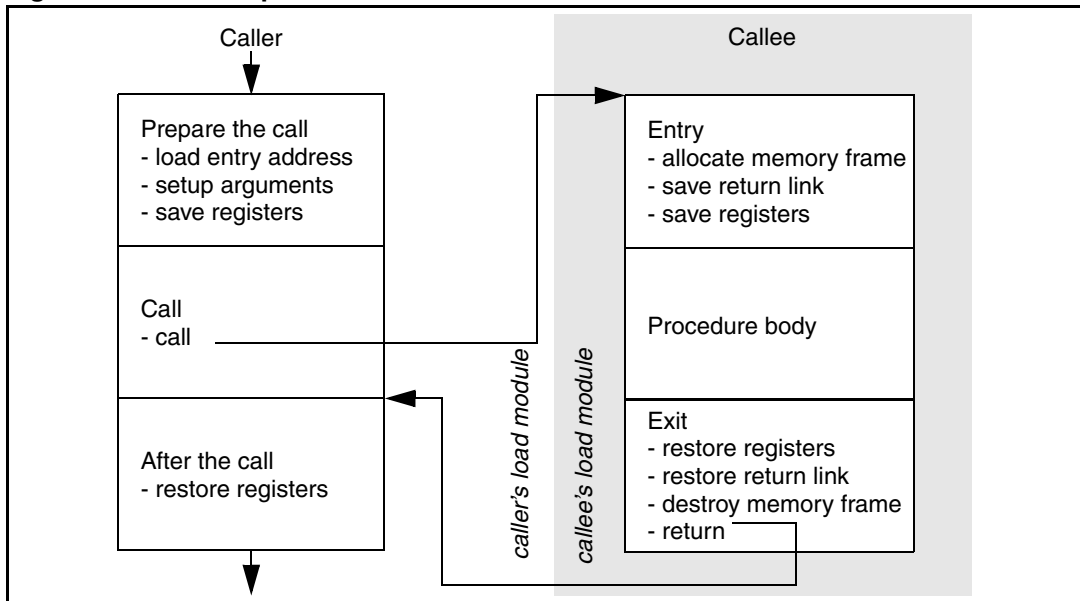 Caller
Prepare the call
- load entry address
- setup arguments
- save registers
Call
- call
After the call
- restore registers
caller's load module
callee's load module
Callee
Entry
- allocate memory frame
- save return link
- save registers
Procedure body
Exit
- restore registers
- restore return link
- destroy memory frame
- return